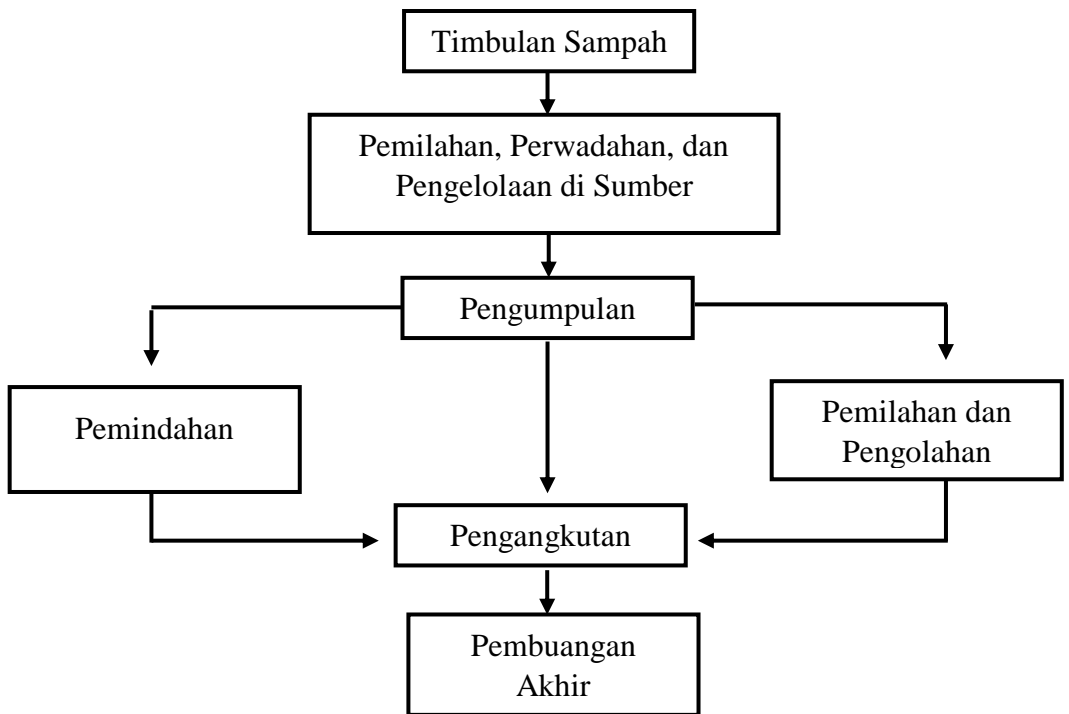 Timbulan Sampah
Pemilahan, Perwadahan, dan
Pengelolaan di Sumber
Pengumpulan
Pemindahan
Pemilahan dan
Pengolahan
Pengangkutan
Pembuangan
Akhir